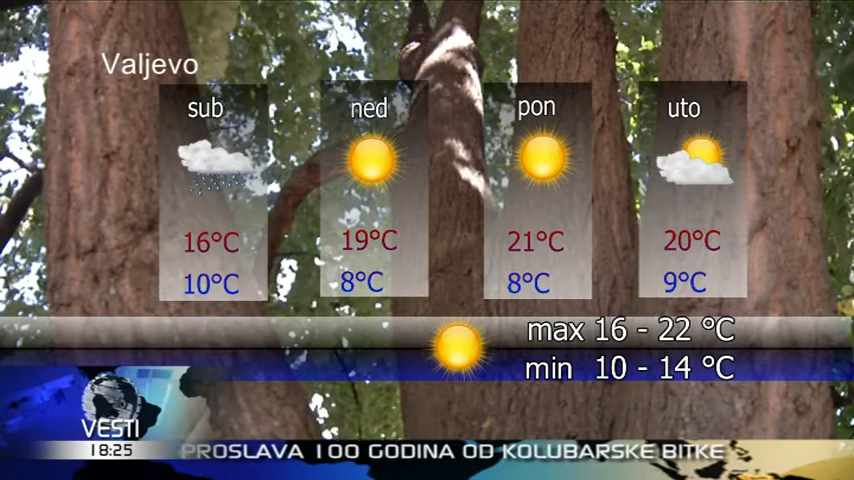 Valjevo
sub ned pon uto
16°C 19°C 21°C 20°C
10°C 8°C 8°C 9°C
max 16 - 22 °C
min 10 - 14 °C
VESTI
18:25 PROSLAVA 100 GODINA OD KOLUBARSKE BITKE